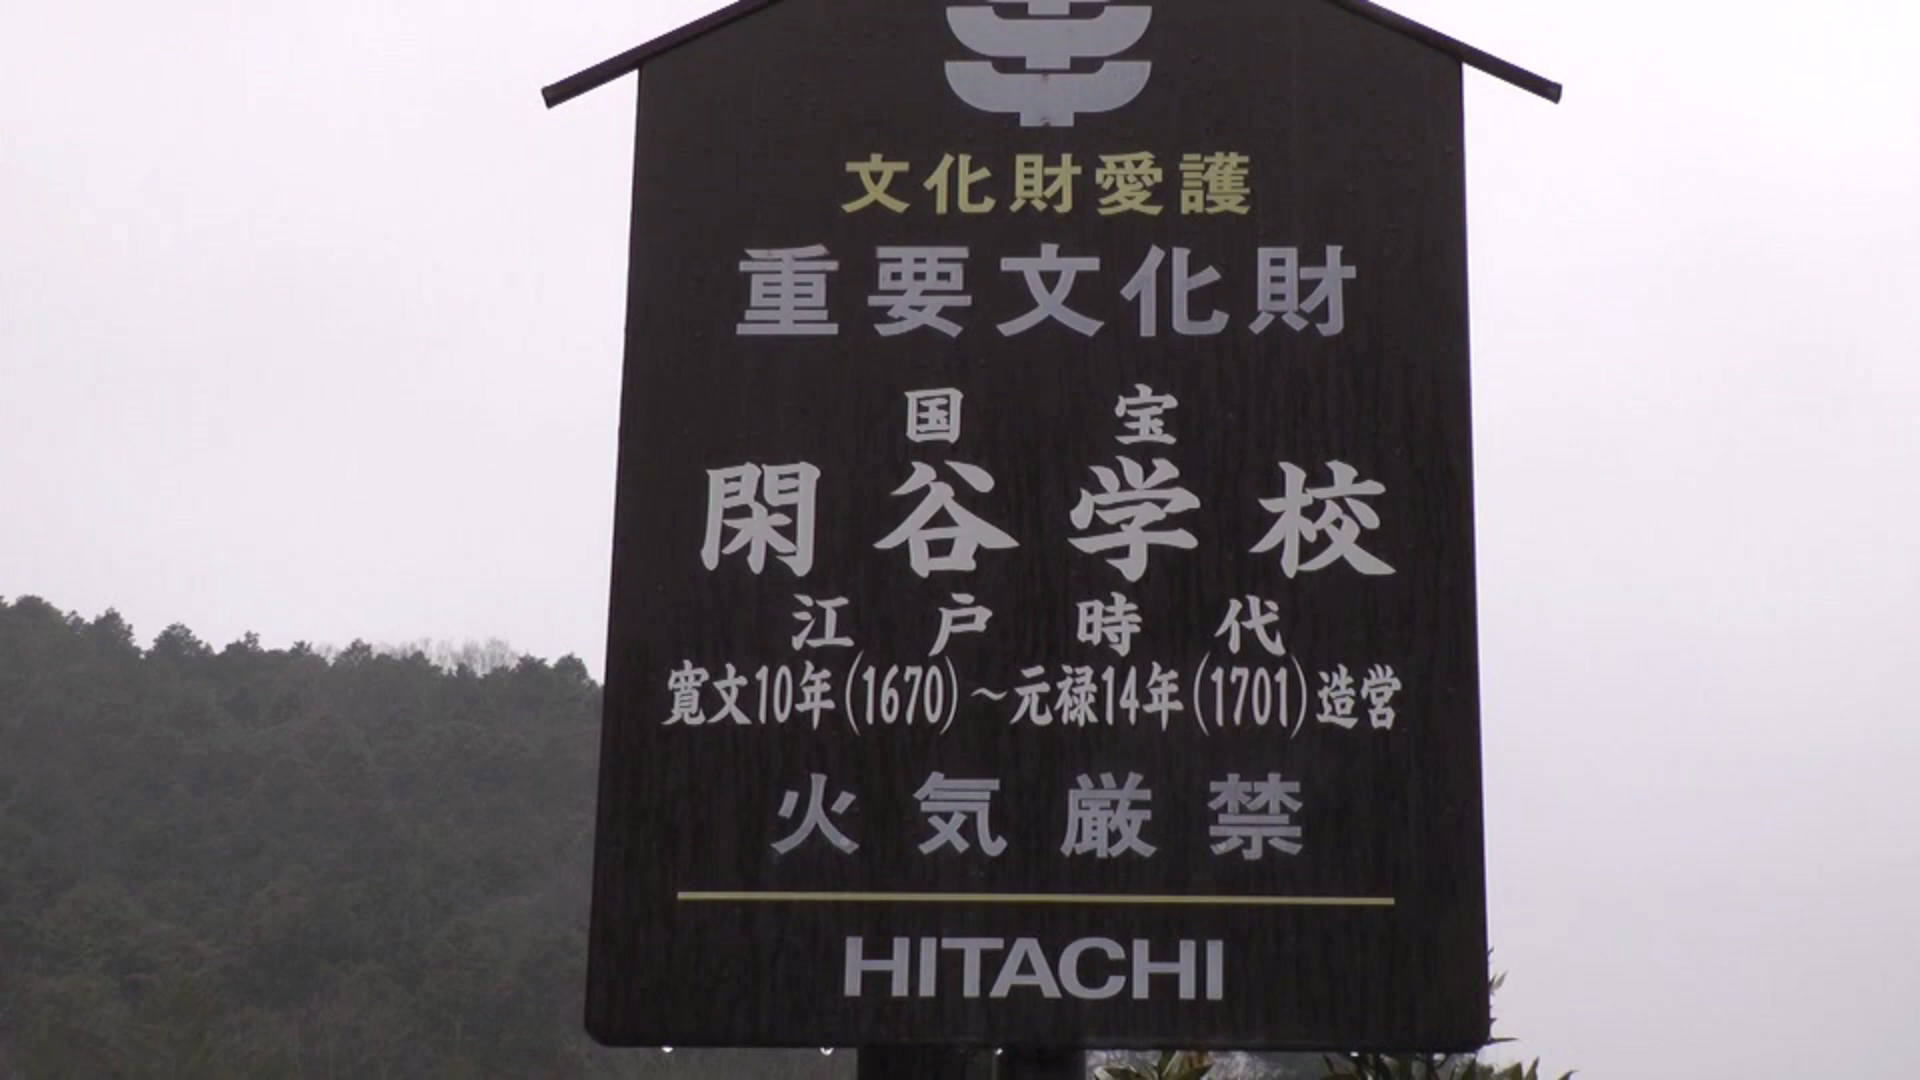 文化財愛護
重要文化財
国宝
閑谷学校
江戸時代
寛文10年(1670)～元禄14年(1701)造営
火気厳禁
HITACHI